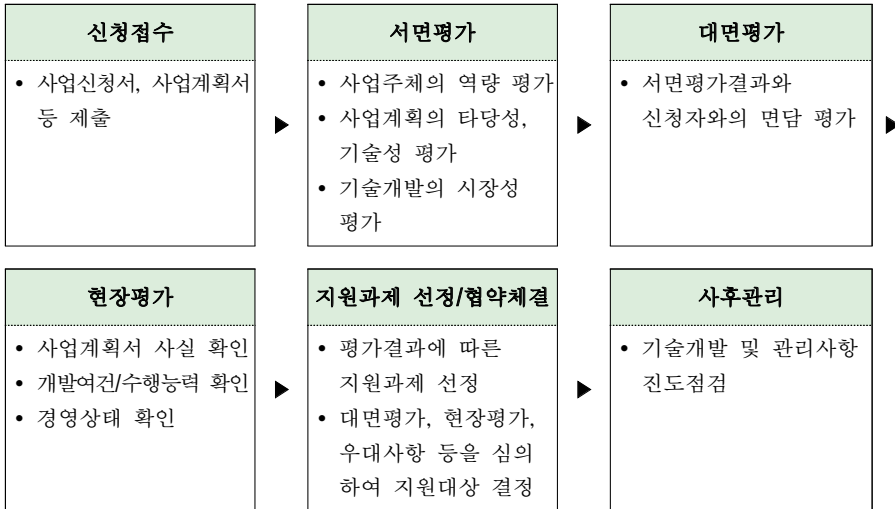 신청접수
• 사업신청서, 사업계획서
등 제출
▶
서면평가
• 사업주체의 역량 평가
• 사업계획의 타당성,
기술성 평가
• 기술개발의 시장성
평가
▶
대면평가
• 서면평가결과와
신청자와의 면담 평가
▶
현장평가
• 사업계획서 사실 확인
• 개발여건/수행능력 확인
• 경영상태 확인
▶
지원과제 선정/협약체결
• 평가결과에 따른
지원과제 선정
• 대면평가, 현장평가,
우대사항 등을 심의
하여 지원대상 결정
▶
사후관리
• 기술개발 및 관리사항
진도점검